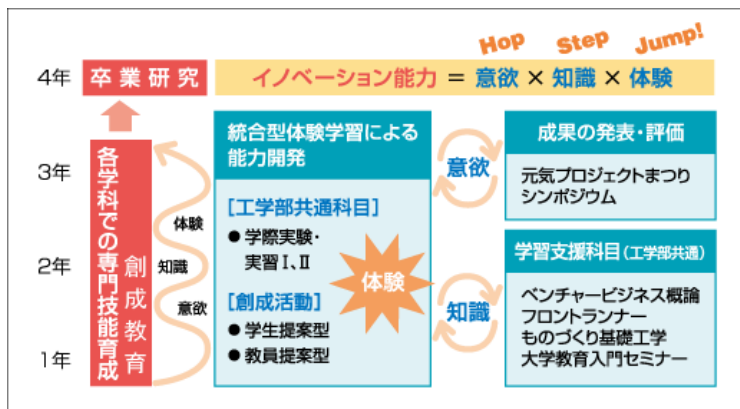 Hop Step Jump!
4年 卒業研究 イノベーション能力 = 意欲 × 知識 × 体験
3年
2年
1年
各学科での専門技能育成
創成教育
体験
知識
意欲
統合型体験学習による
能力開発
[工学部共通科目]
● 学際実験・
実習Ⅰ、Ⅱ
[創成活動]
● 学生提案型
● 教員提案型
体験
意欲
知識
成果の発表・評価
元気プロジェクトまつり
シンポジウム
学習支援科目(工学部共通)
ベンチャービジネス概論
フロントランナー
ものづくり基礎工学
大学教育入門セミナー